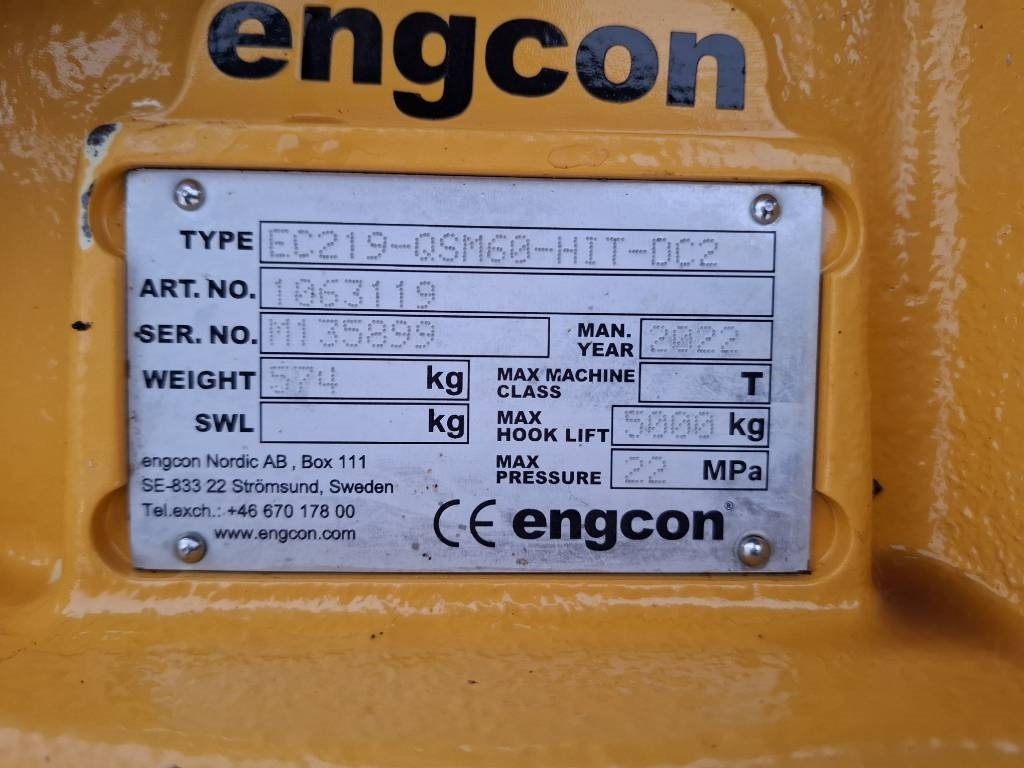 engcon
TYPE EC219-QSM60-HIT-DC2
ART. NO. 1063119
SER. NO. M135899 MAN. YEAR 2022
WEIGHT 574 kg MAX MACHINE CLASS T
SWL kg MAX HOOK LIFT 5000 kg
MAX PRESSURE 22 MPa
engcon Nordic AB , Box 111
SE-833 22 Strömsund, Sweden
Tel.exch.: +46 670 178 00
www.engcon.com
CE engcon®